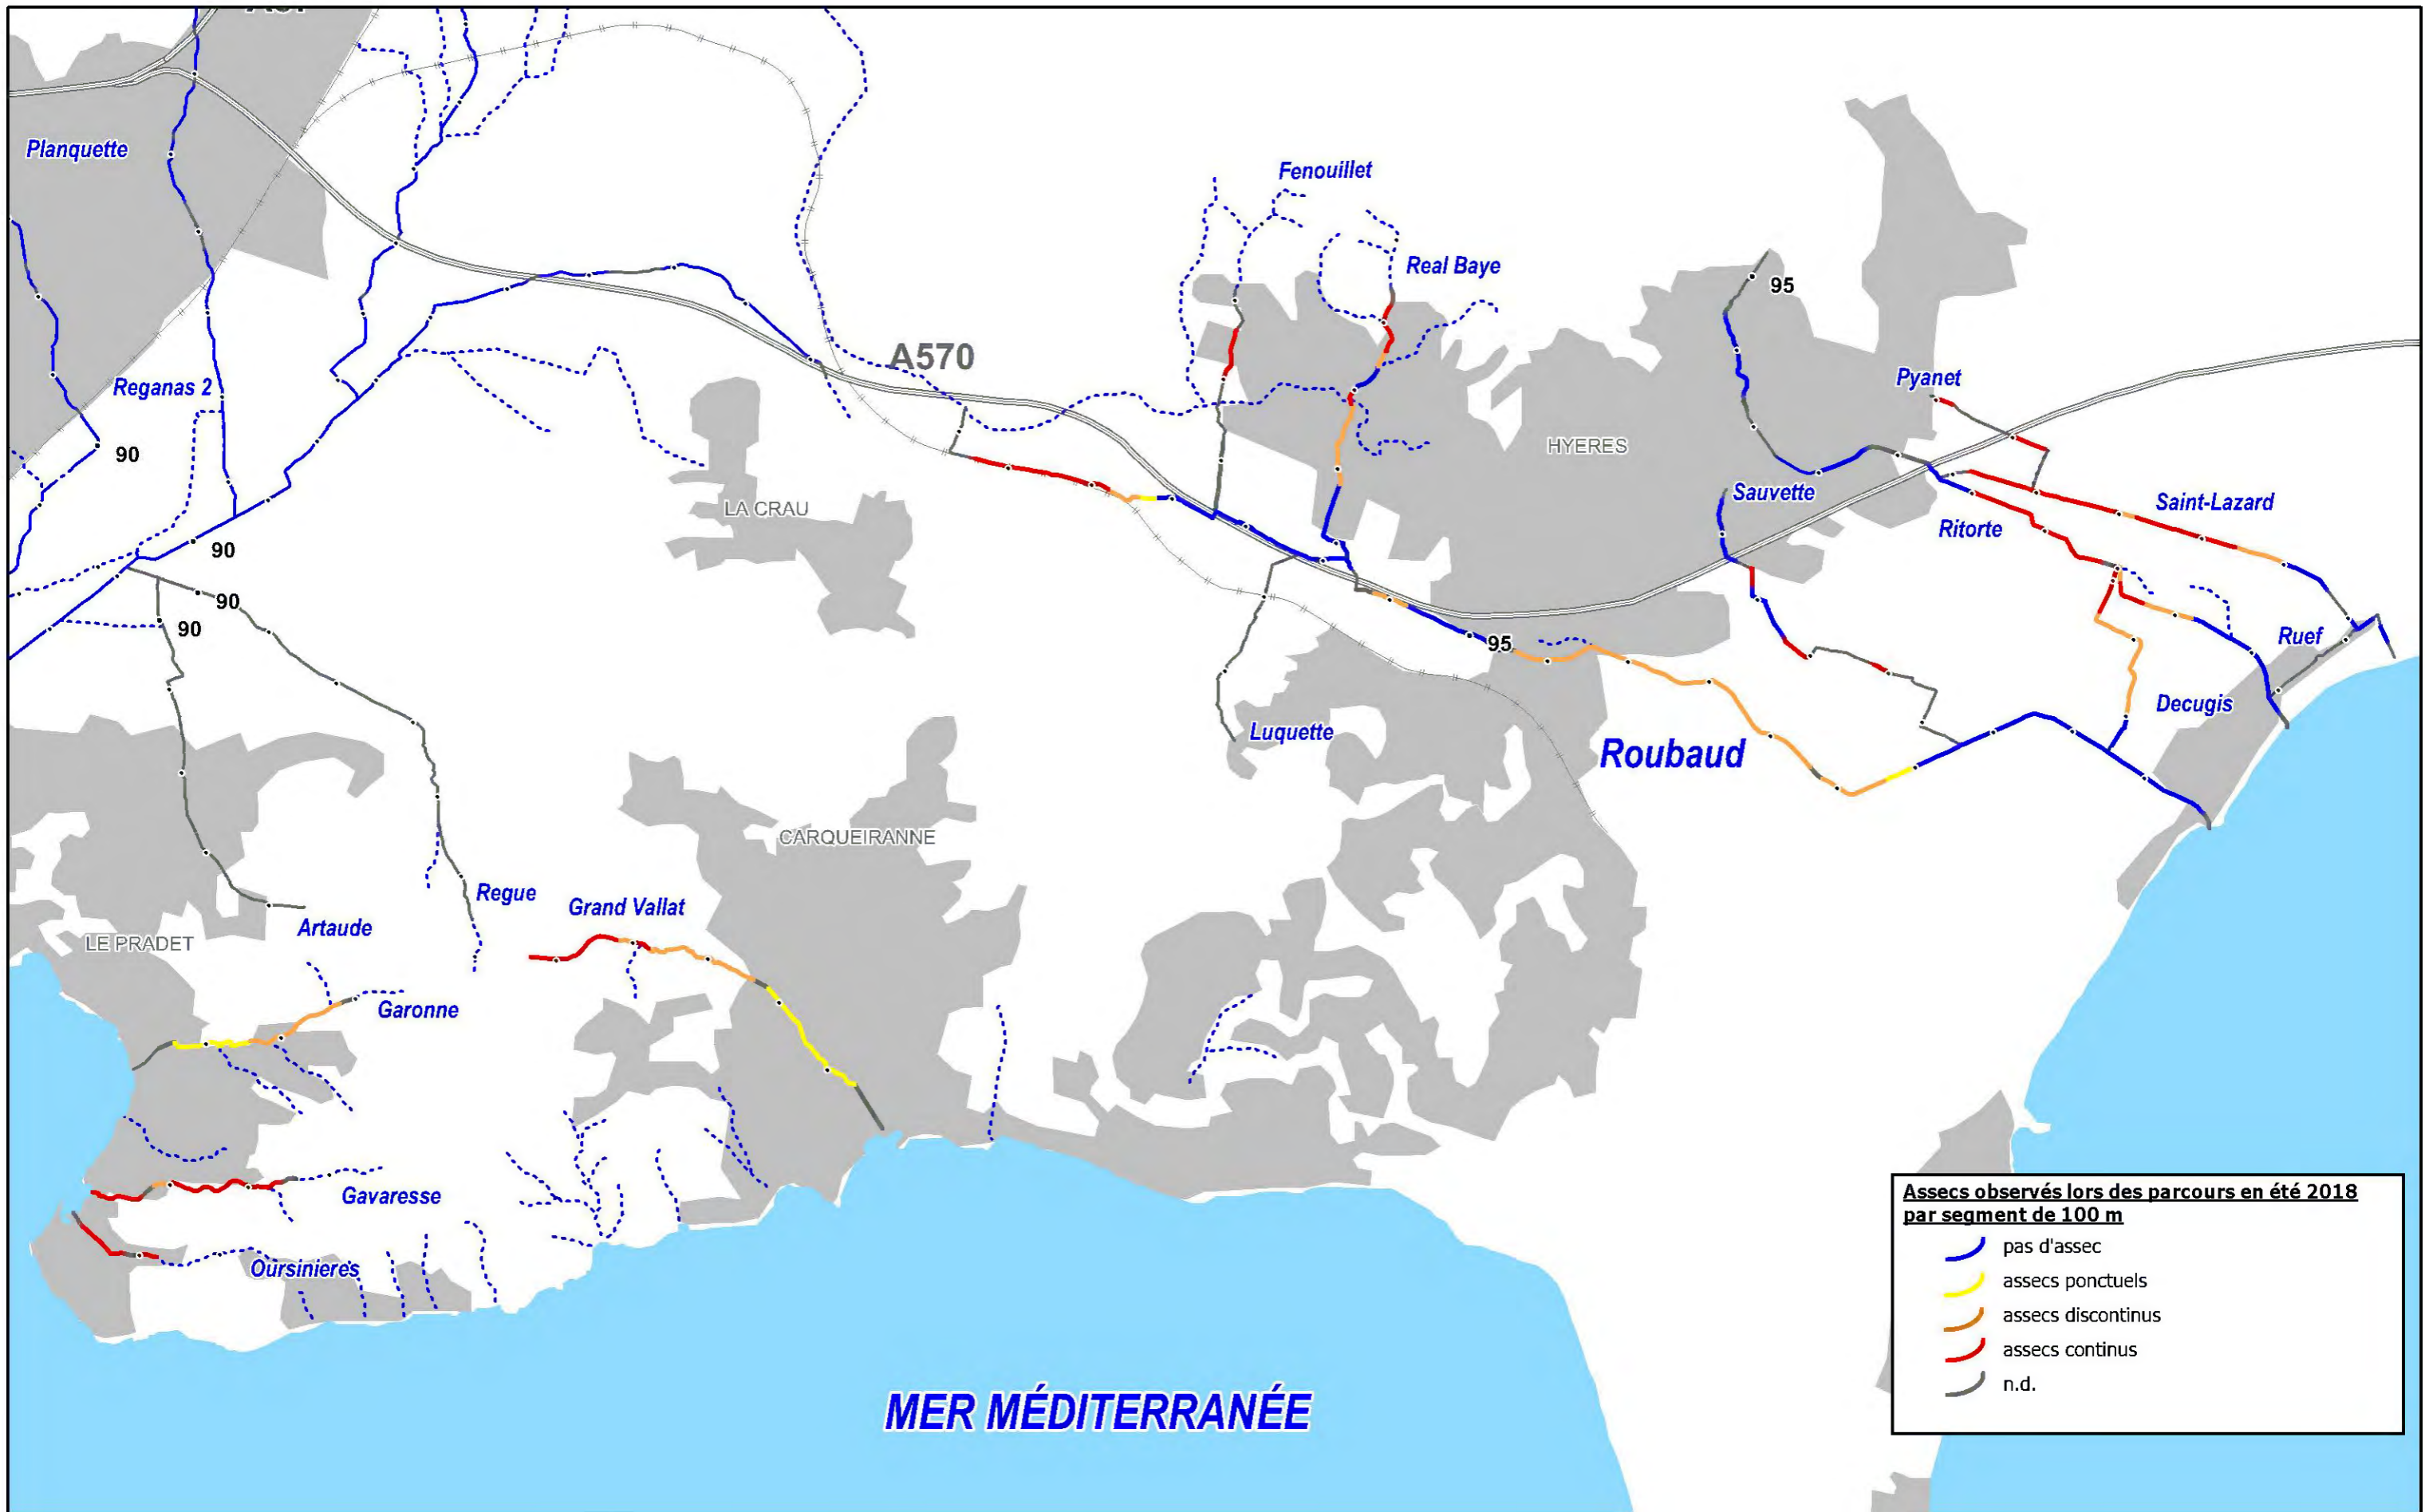 Planquette
Fenouillet
Real Baye
95
A570
Pyanet
Reganas 2
90
HYERES
Sauvette
Saint-Lazard
LA CRAU
Ritorte
90
90
90
95
Ruef
Decugis
Luquette
Roubaud
CARQUEIRANNE
Regue
Grand Vallat
Artaude
LE PRADET
Garonne
Gavaresse
Oursinieres
MER MÉDITERRANÉE
Assecs observés lors des parcours en été 2018
par segment de 100 m
pas d'assec
assecs ponctuels
assecs discontinus
assecs continus
n.d.